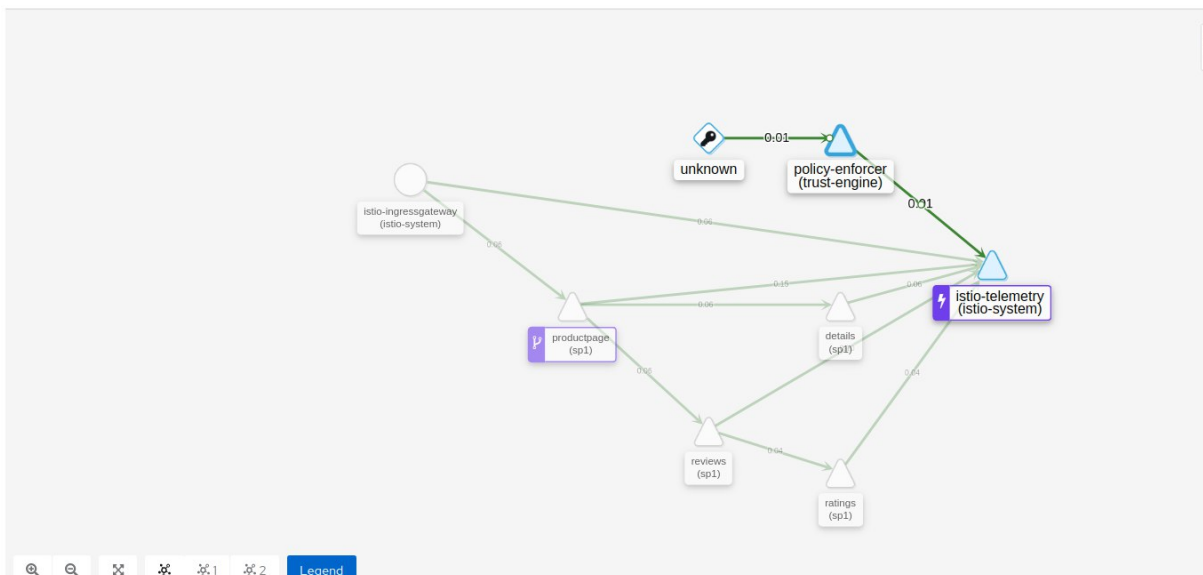 0.01
unknown
policy-enforcer
(trust-engine)
0.01
istio-ingressgateway
(istio-system)
0.06
0.06
istio-telemetry
(istio-system)
0.15
0.06
0.06
productpage
(sp1)
details
(sp1)
0.06
0.04
reviews
(sp1)
0.04
ratings
(sp1)
1
2
Legend